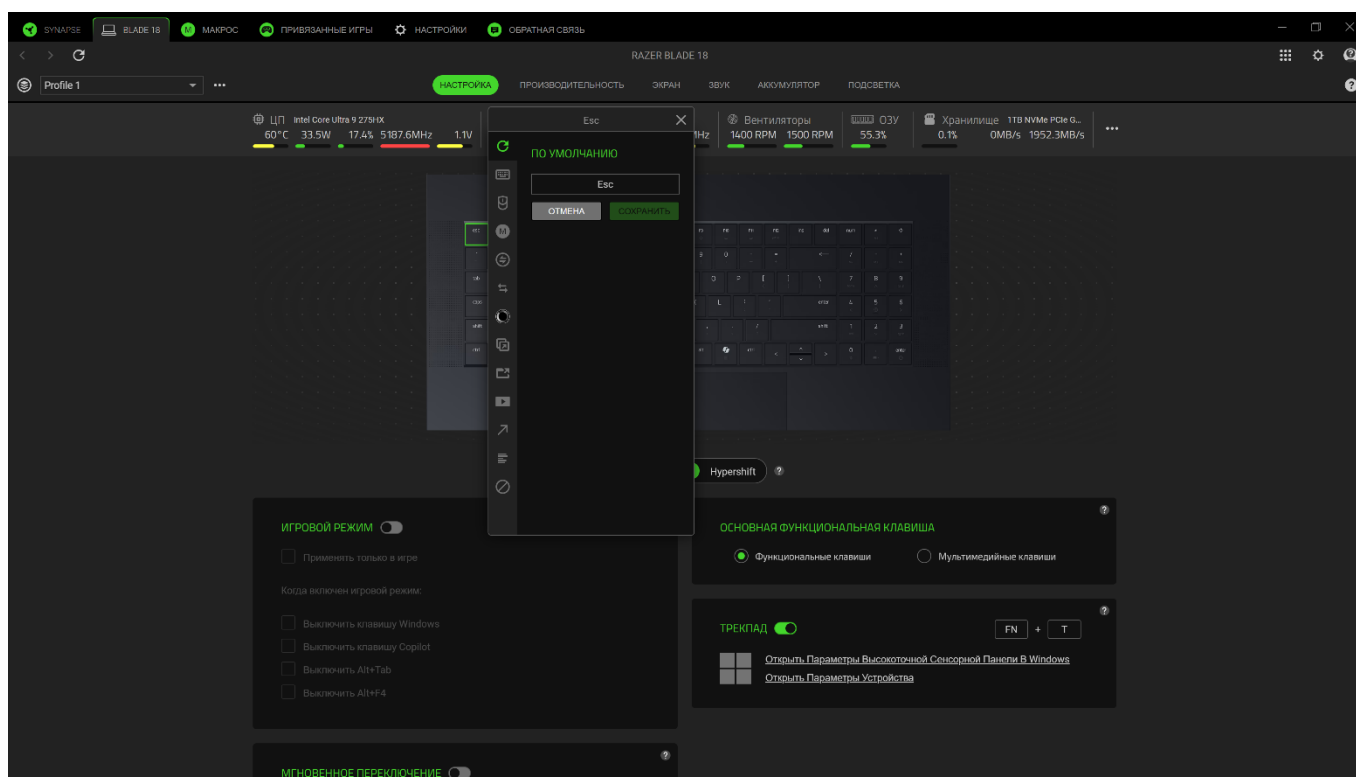 SYNAPSE BLADE 18 МАКРОС ПРИВЯЗАННЫЕ ИГРЫ НАСТРОЙКИ ОБРАТНАЯ СВЯЗЬ
RAZER BLADE 18
Profile 1 НАСТРОЙКА ПРОИЗВОДИТЕЛЬНОСТЬ ЭКРАН ЗВУК АККУМУЛЯТОР ПОДСВЕТКА
ЦП Intel Core Ultra 9 275HX
60°C 33.5W 17.4% 5187.6MHz 1.1V
Вентиляторы
1400 RPM 1500 RPM
ОЗУ
55.3%
Хранилище 1TB NVMe PCIe G...
0.1% 0MB/s 1952.3MB/s
Esc
ПО УМОЛЧАНИЮ
Esc
ОТМЕНА СОХРАНИТЬ
Hypershift
ИГРОВОЙ РЕЖИМ
Применять только в игре
Когда включен игровой режим:
Выключить клавишу Windows
Выключить клавишу Copilot
Выключить Alt+Tab
Выключить Alt+F4
ОСНОВНАЯ ФУНКЦИОНАЛЬНАЯ КЛАВИША
Функциональные клавиши Мультимедийные клавиши
ТРЕКПАД FN + T
Открыть Параметры Высокоточной Сенсорной Панели В Windows
Открыть Параметры Устройства
МГНОВЕННОЕ ПЕРЕКЛЮЧЕНИЕ